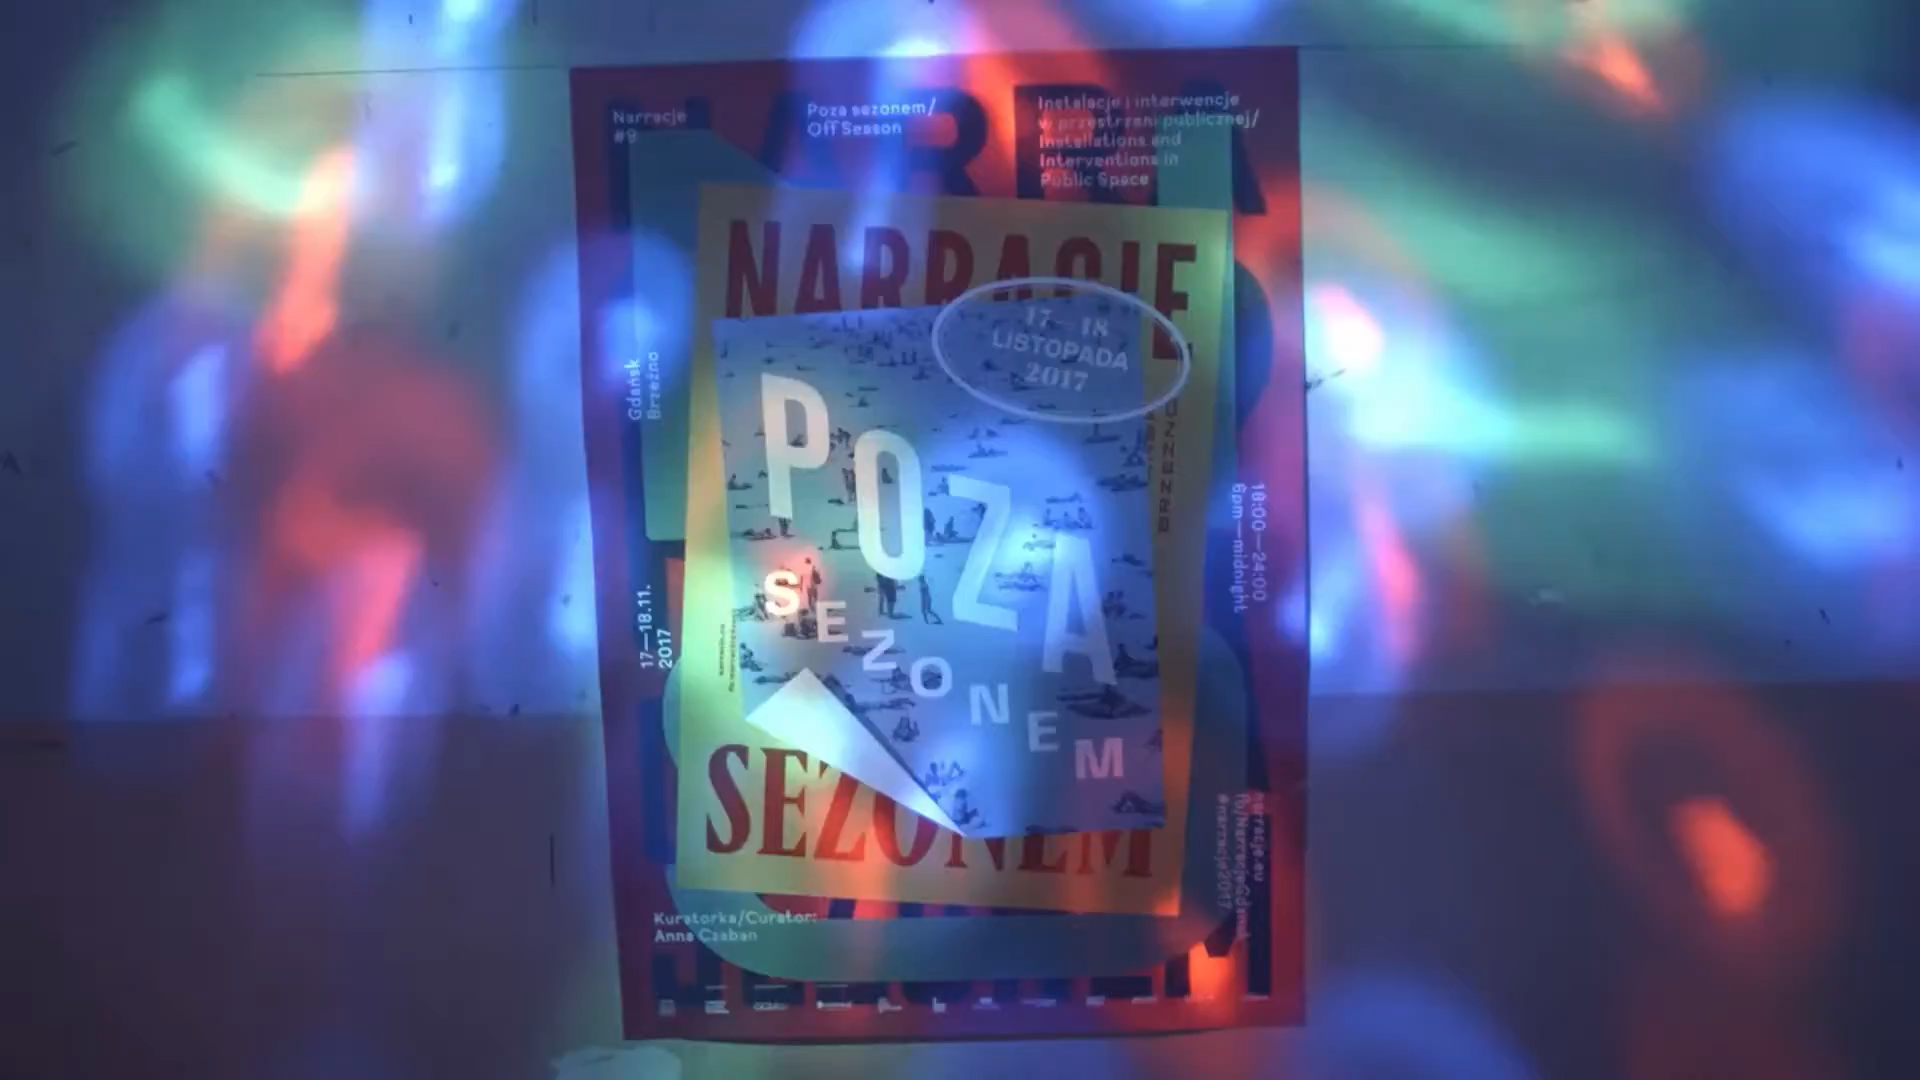 Narracje
#9
Poza sezonem/
Off Season
Instalacje i interwencje
w przestrzeni publicznej/
Installations and
Interventions in
Public Space
NARRACJE
17—18
LISTOPADA
2017
Gdańsk
Brzeźno
POZA
SEZONEM
18:00—24:00
6pm—midnight
17—18.11.
2017
SEZONEM
narracje.eu
#narracje2017
Kuratorka/Curator:
Anna Czaban